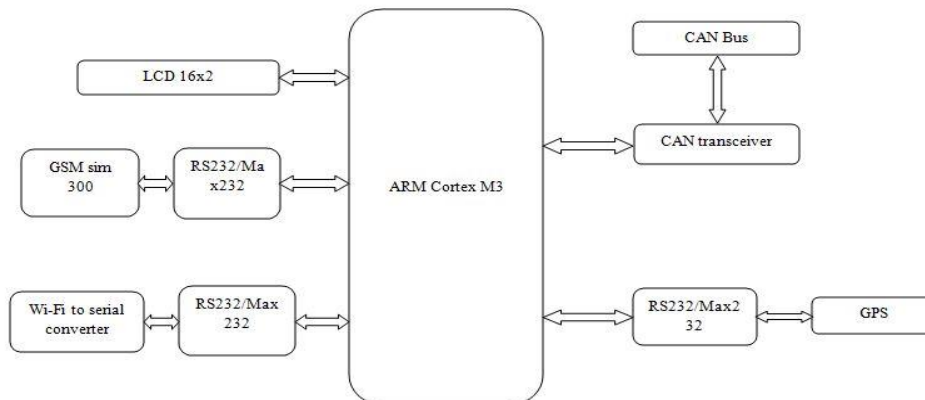 LCD 16x2
GSM sim
300
RS232/Ma
x232
Wi-Fi to serial
converter
RS232/Max
232
ARM Cortex M3
CAN Bus
CAN transceiver
RS232/Max2
32
GPS